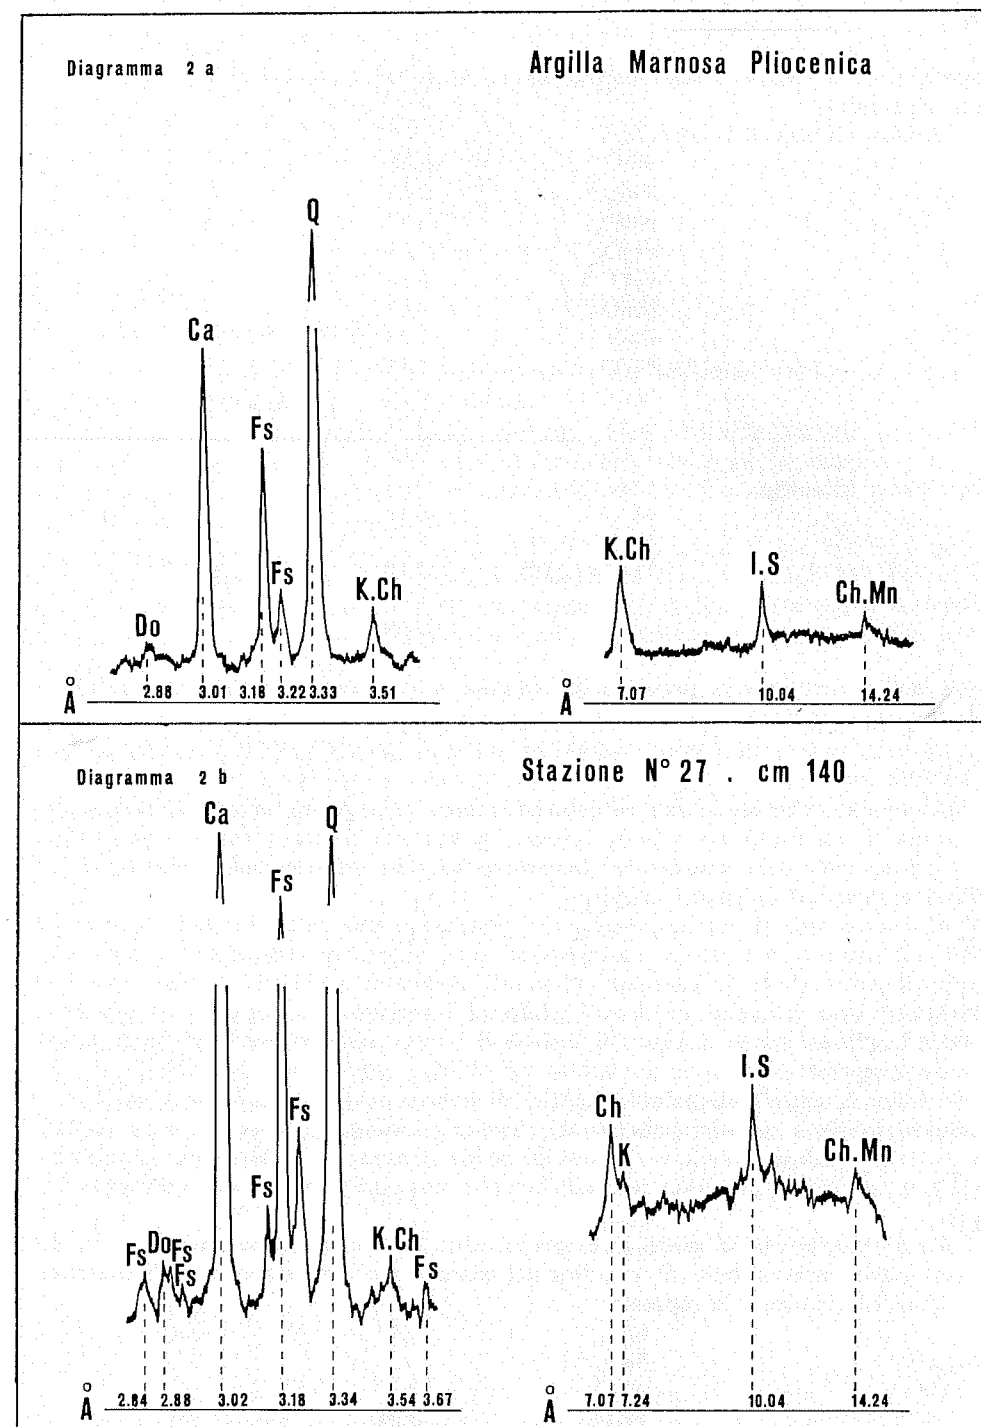 Diagramma 2 a
Argilla Marnosa Pliocenica
Q
Ca
Fs
Fs
K.Ch
Do
K.Ch
I.S
Ch.Mn
Å 2.88 3.01 3.18 3.22 3.33 3.51
Å 7.07 10.04 14.24
Diagramma 2 b
Stazione N° 27 . cm 140
Ca
Q
Fs
Fs
Fs
Fs
Do
Fs
Fs
K.Ch
Fs
Ch
K
I.S
Ch.Mn
Å 2.84 2.88 3.02 3.18 3.34 3.54 3.67
Å 7.07 7.24 10.04 14.24